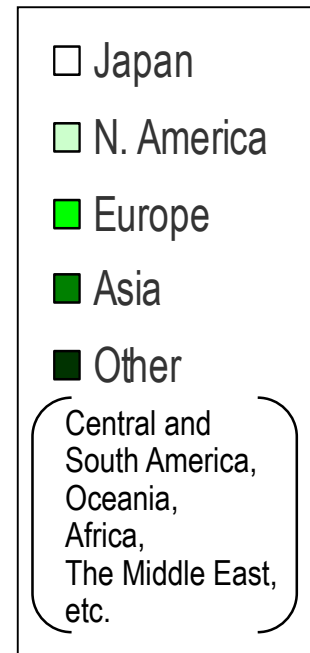 Japan
N. America
Europe
Asia
Other
Central and
South America,
Oceania,
Africa,
The Middle East,
etc.